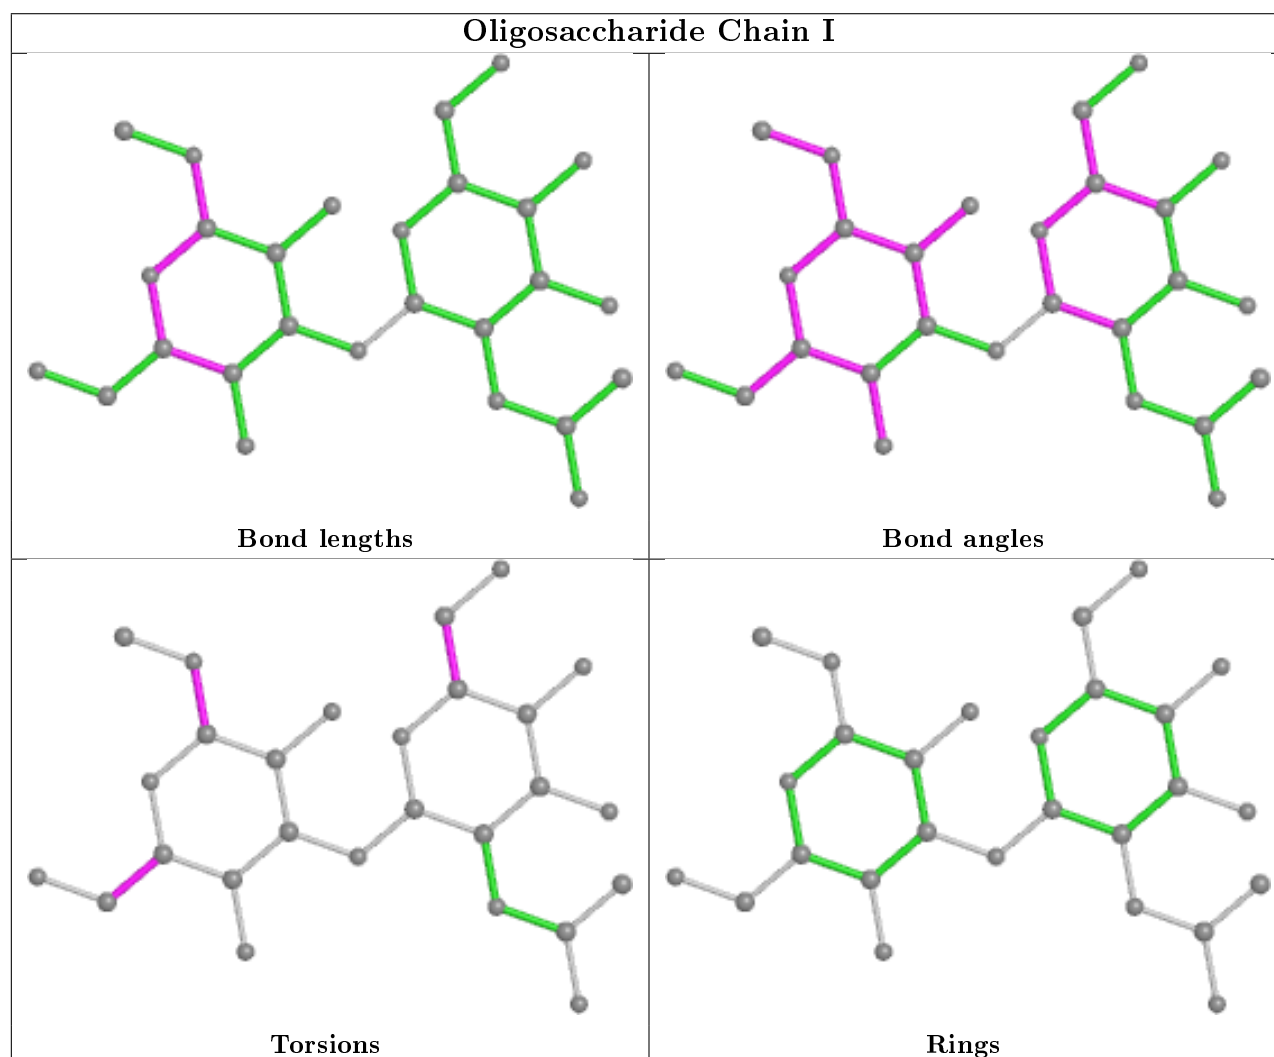 Oligosaccharide Chain I
Bond lengths
Bond angles
Torsions
Rings